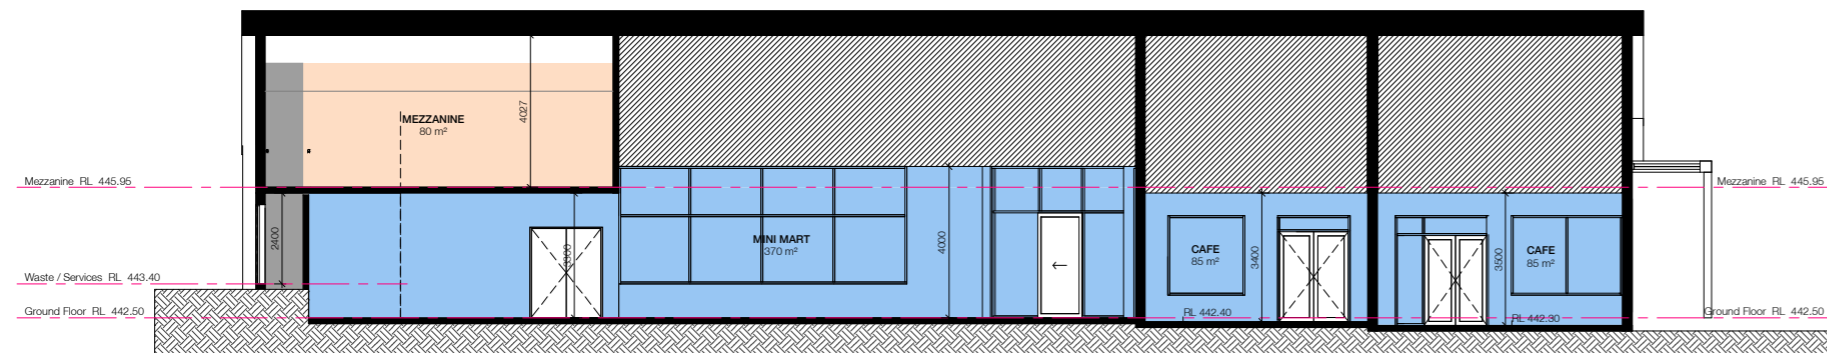 4027
MEZZANINE
80 m²
Mezzanine RL 445.95
Mezzanine RL 445.95
2400
3300
MINI MART
370 m²
4000
←
CAFE
85 m²
3400
3500
CAFE
85 m²
Waste / Services RL 443.40
Ground Floor RL 442.50
RL 442.40
RL 442.30
Ground Floor RL 442.50